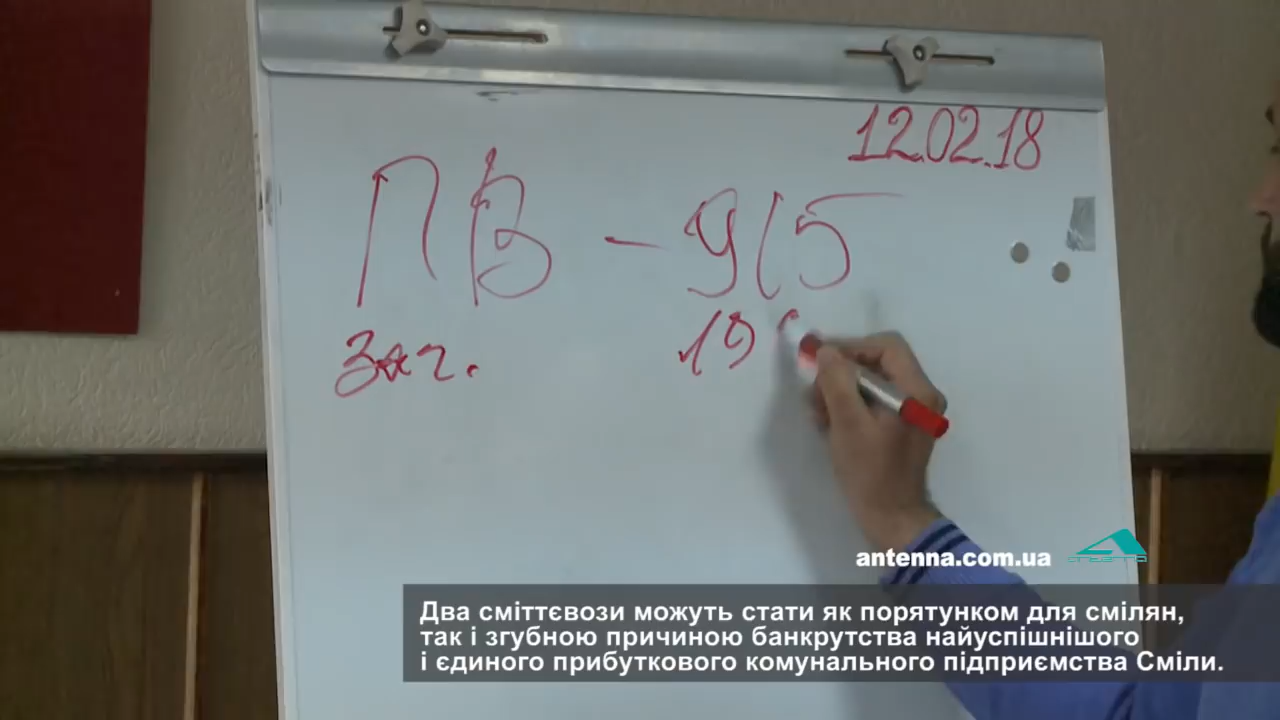 12.02.18
ПВ - 915
заг. 19
antenna.com.ua
Два сміттєвози можуть стати як порятунком для смілян,
так і згубною причиною банкрутства найуспішнішого
і єдиного прибуткового комунального підприємства Сміли.